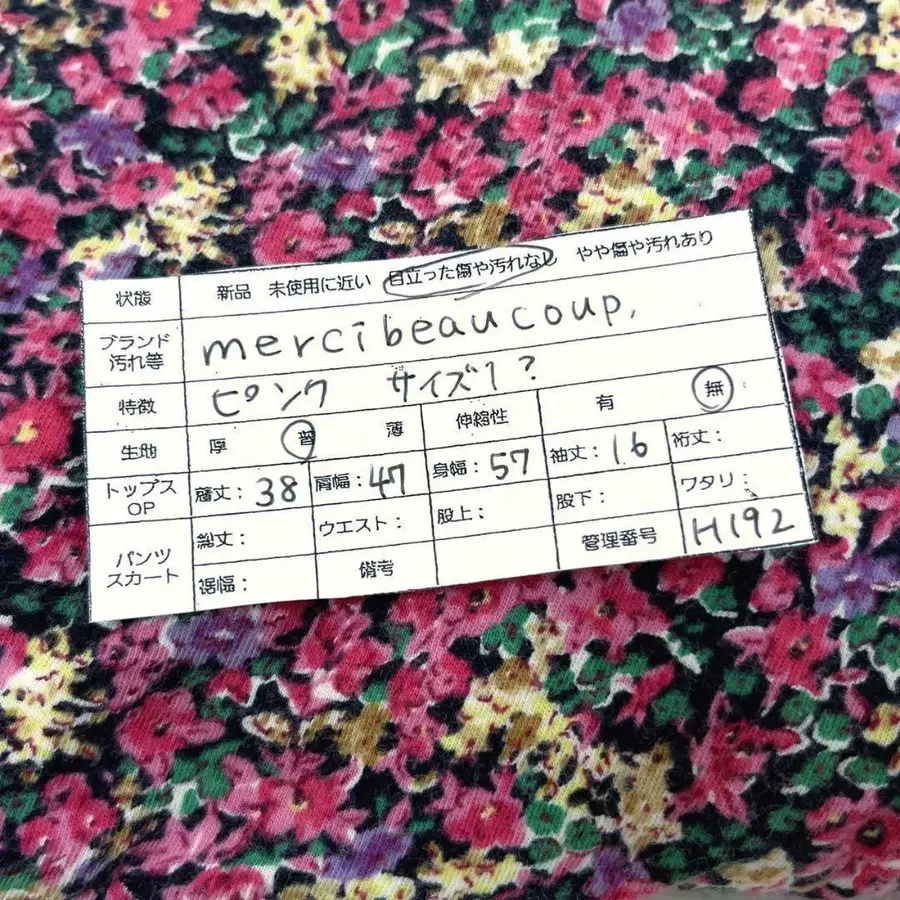 状態 新品 未使用に近い 目立った傷や汚れなし やや傷や汚れあり
ブランド
汚れ等 mercibeaucoup,
特徴 ピンク サイズ1?
生地 厚 普 薄 伸縮性 有 無
トップス
OP 着丈: 38 肩幅: 47 身幅: 57 袖丈: 16 裄丈:
パンツ
スカート 総丈: ウエスト: 股上: 股下: ワタリ:
裾幅: 備考 管理番号 H192